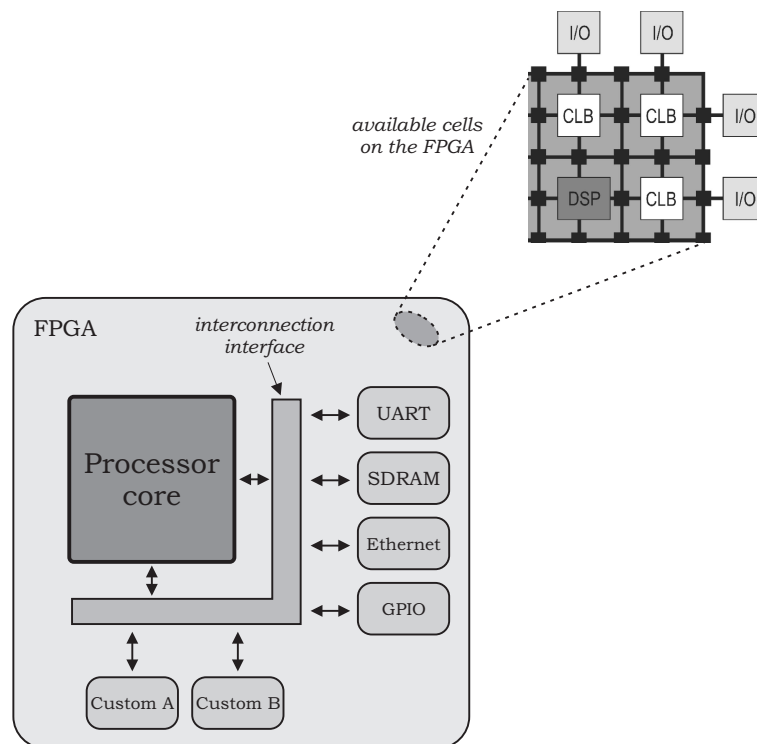 I/O I/O
available cells
on the FPGA
CLB CLB I/O
DSP CLB I/O
FPGA
interconnection
interface
Processor
core
UART
SDRAM
Ethernet
GPIO
Custom A Custom B